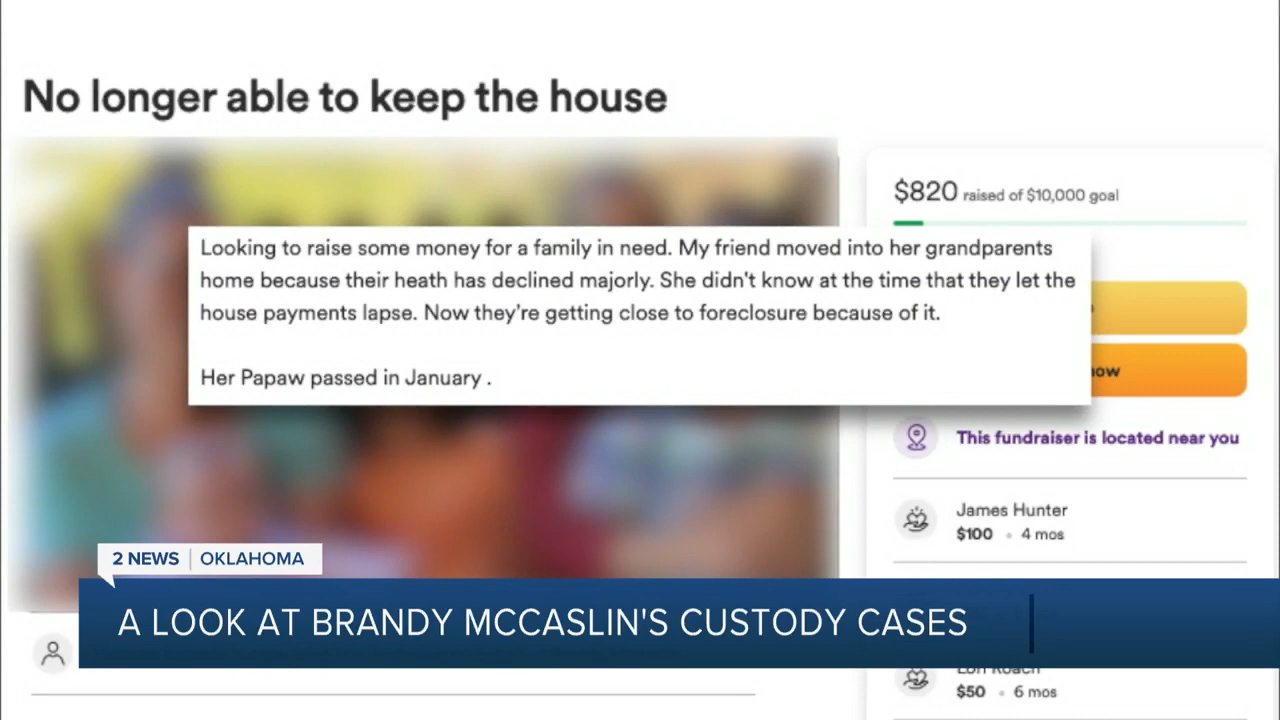 No longer able to keep the house
$820 raised of $10,000 goal
Looking to raise some money for a family in need. My friend moved into her grandparents
home because their heath has declined majorly. She didn't know at the time that they let the
house payments lapse. Now they're getting close to foreclosure because of it.
Her Papaw passed in January .
now
This fundraiser is located near you
James Hunter
$100 • 4 mos
2 NEWS | OKLAHOMA
A LOOK AT BRANDY MCCASLIN'S CUSTODY CASES
Lori Roach
$50 • 6 mos